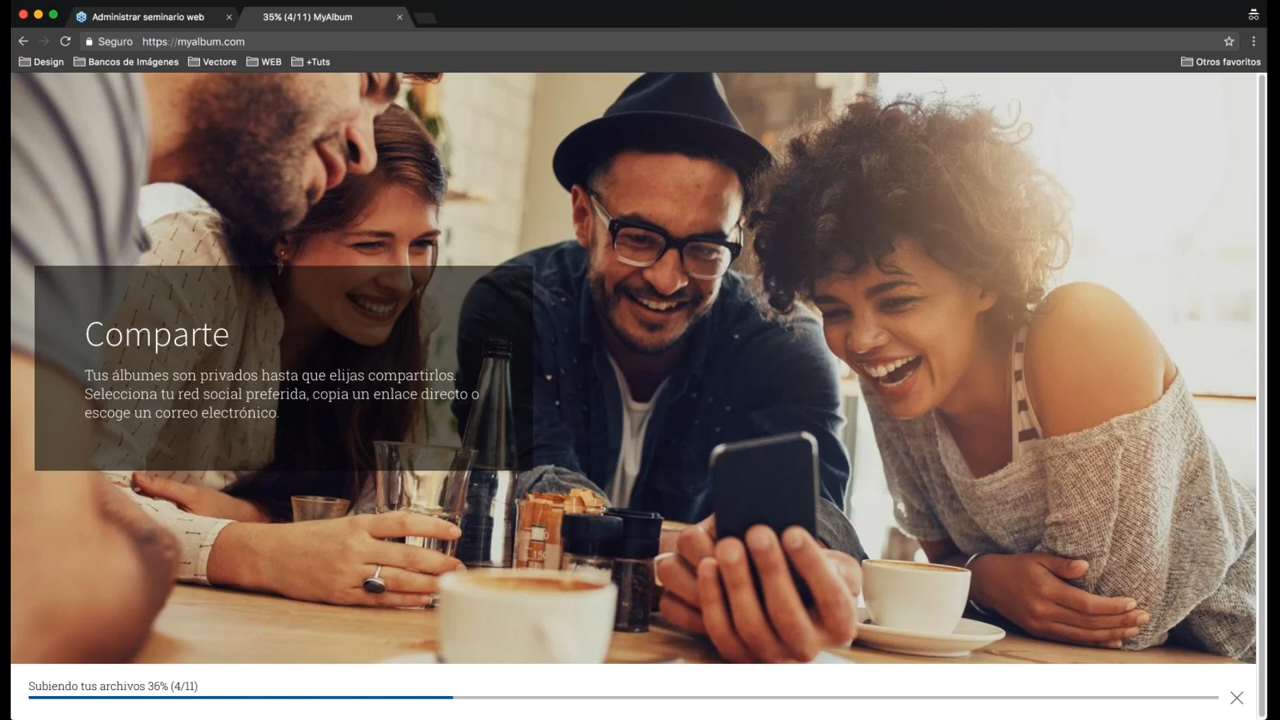 Administrar seminario web
35% (4/11) MyAlbum
Seguro https://myalbum.com
Design Bancos de Imágenes Vectore WEB +Tuts Otros favoritos
Comparte
Tus álbumes son privados hasta que elijas compartirlos.
Selecciona tu red social preferida, copia un enlace directo o
escoge un correo electrónico.
150
Subiendo tus archivos 36% (4/11)